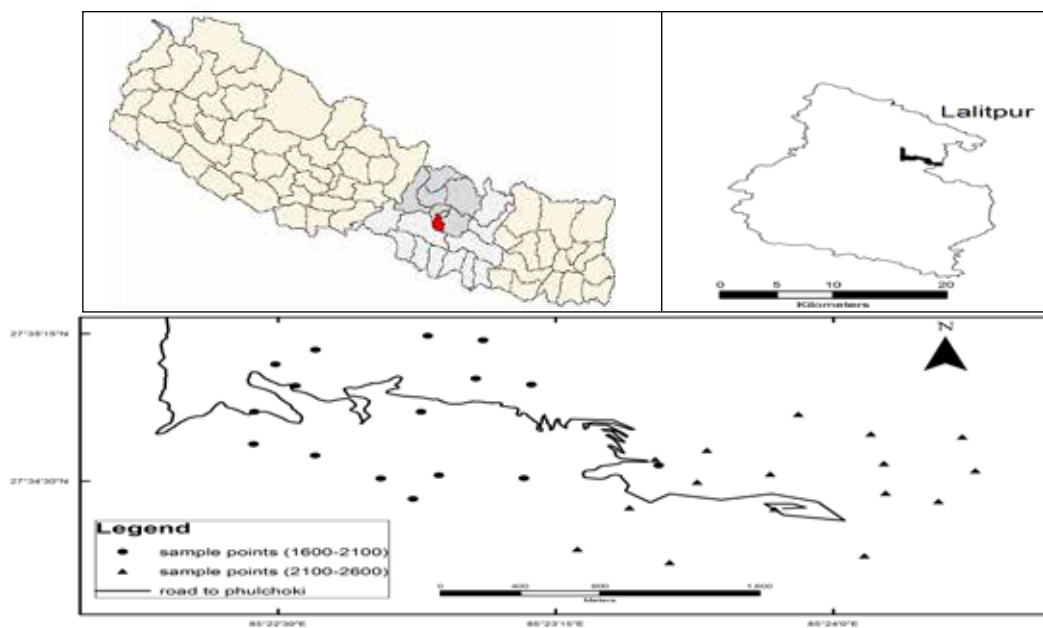 Lalitpur
0 5 10 20
Kilometers
27°35'15"N
N
27°34'30"N
Legend
sample points (1600-2100)
sample points (2100-2600)
road to phulchoki
0 400 800 1,600
Meters
85°22'30"E 85°23'15"E 85°24'0"E